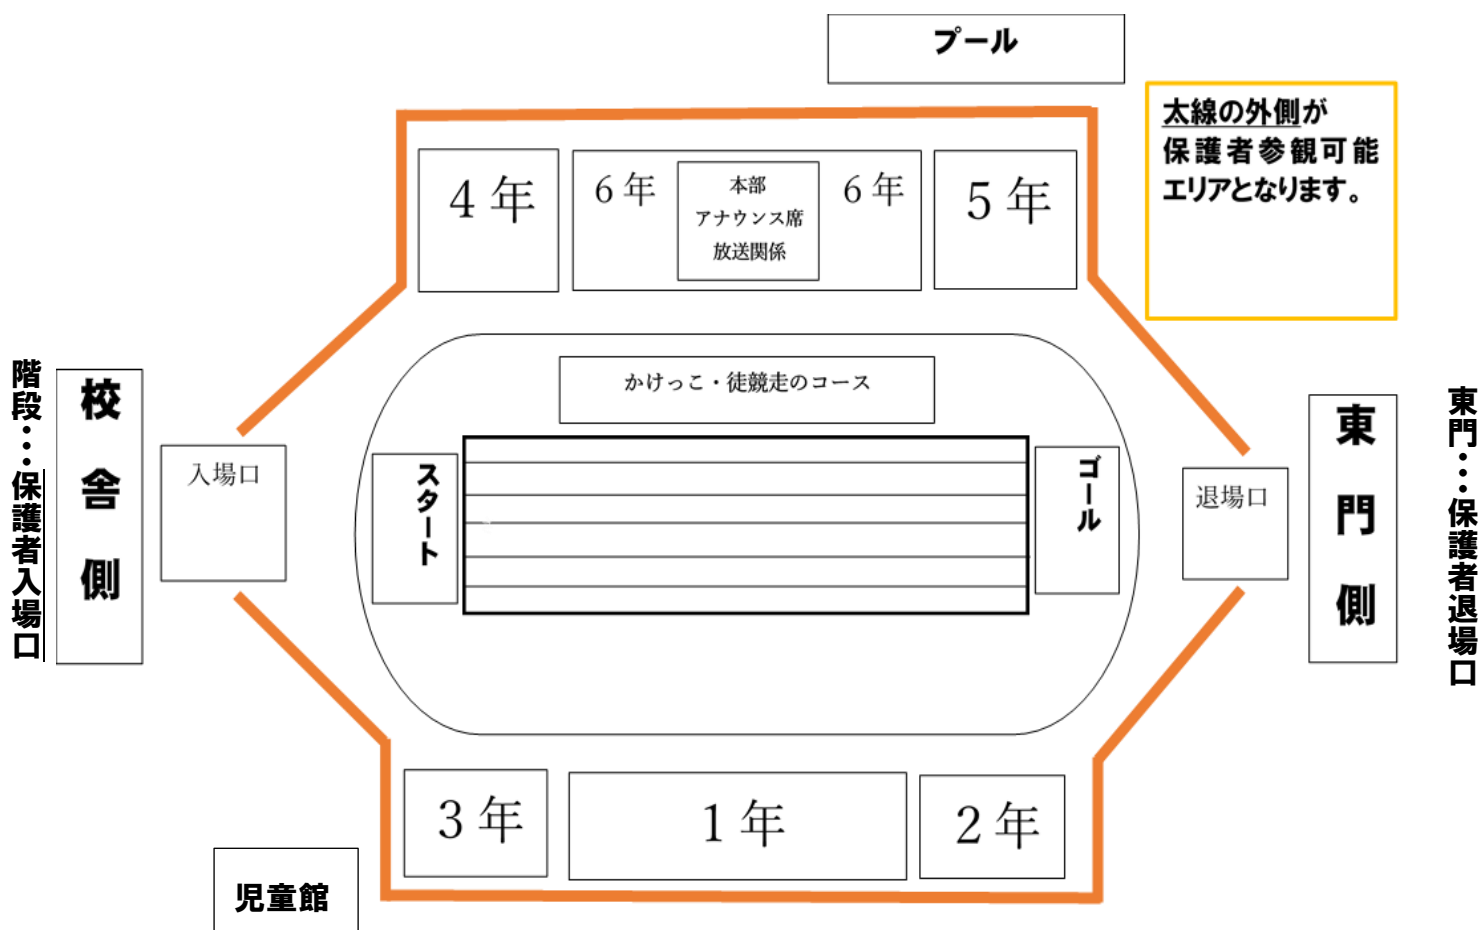 プール
太線の外側が
保護者参観可能
エリアとなります。
4年
6年
本部
アナウンス席
放送関係
6年
5年
階段・・・保護者入場口
校舎側
入場口
かけっこ・徒競走のコース
スタート
ゴール
退場口
東門側
東門・・・保護者退場口
3年
1年
2年
児童館